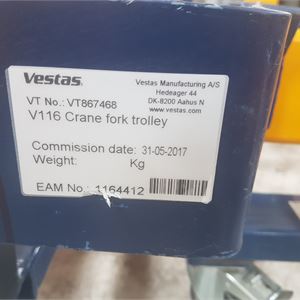 Vestas
Vestas Manufacturing A/S
Hedeager 44
DK-8200 Aahus N
www.vestas.com
VT No.: VT867468
V116 Crane fork trolley
Commission date: 31-05-2017
Weight: Kg
EAM No.: 1164412